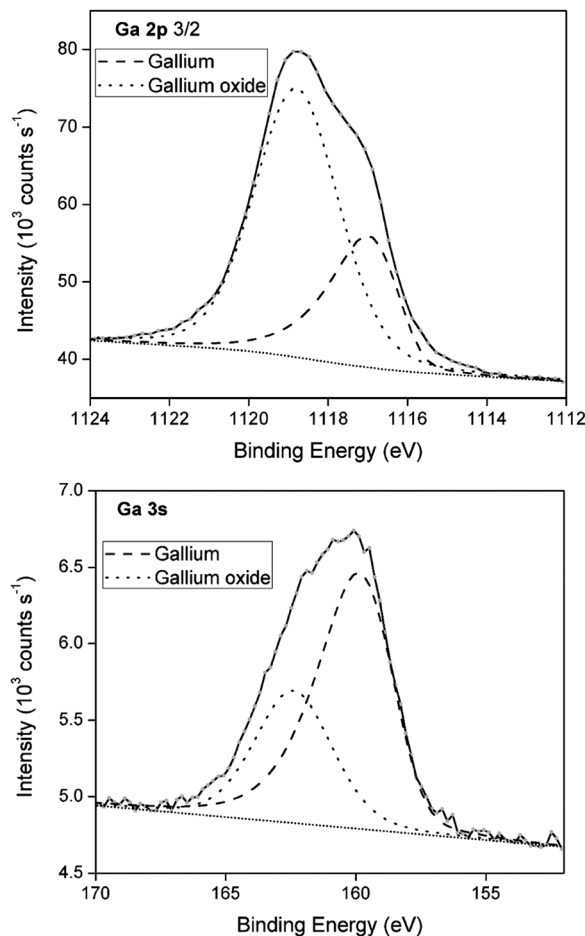 Ga 2p 3/2
Gallium
Gallium oxide
80
70
60
50
40
Intensity (10³ counts s⁻¹)
1124 1122 1120 1118 1116 1114 1112
Binding Energy (eV)
Ga 3s
Gallium
Gallium oxide
7.0
6.5
6.0
5.5
5.0
4.5
Intensity (10³ counts s⁻¹)
170 165 160 155
Binding Energy (eV)